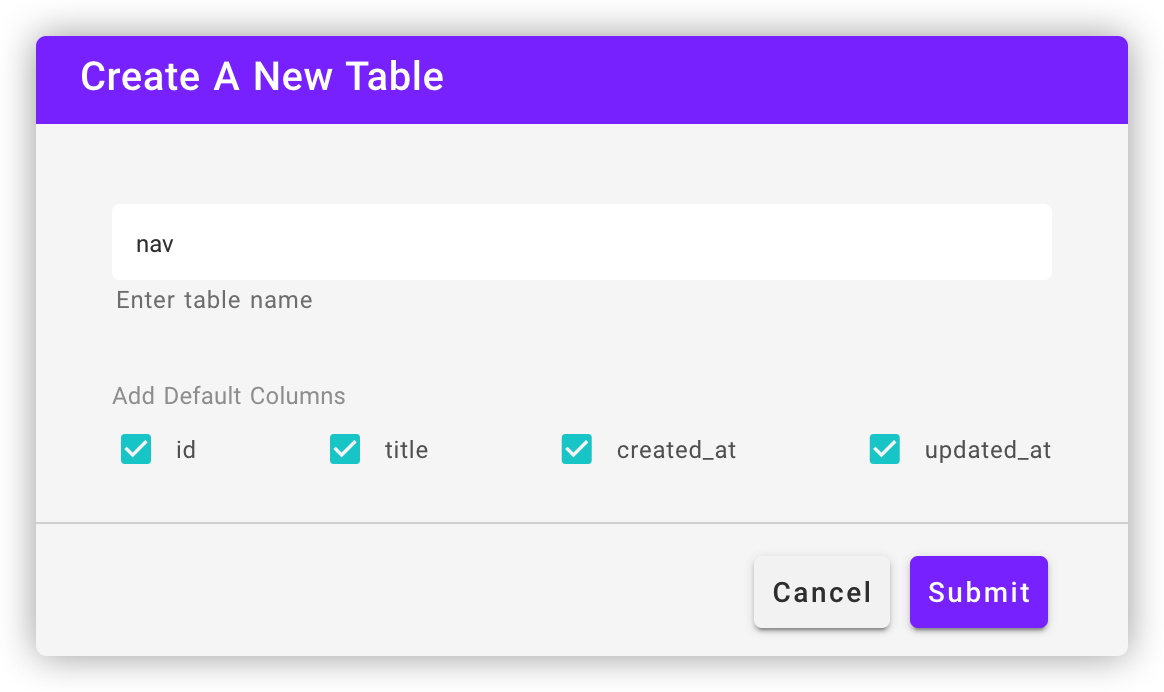 Create A New Table
nav
Enter table name
Add Default Columns
id title created_at updated_at
Cancel Submit